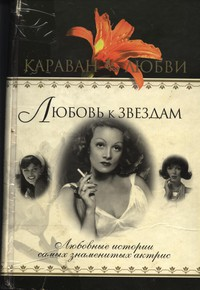 КАРАВАН ЛЮБВИ
Любовь к звездам
Любовные истории
самых знаменитых актрис